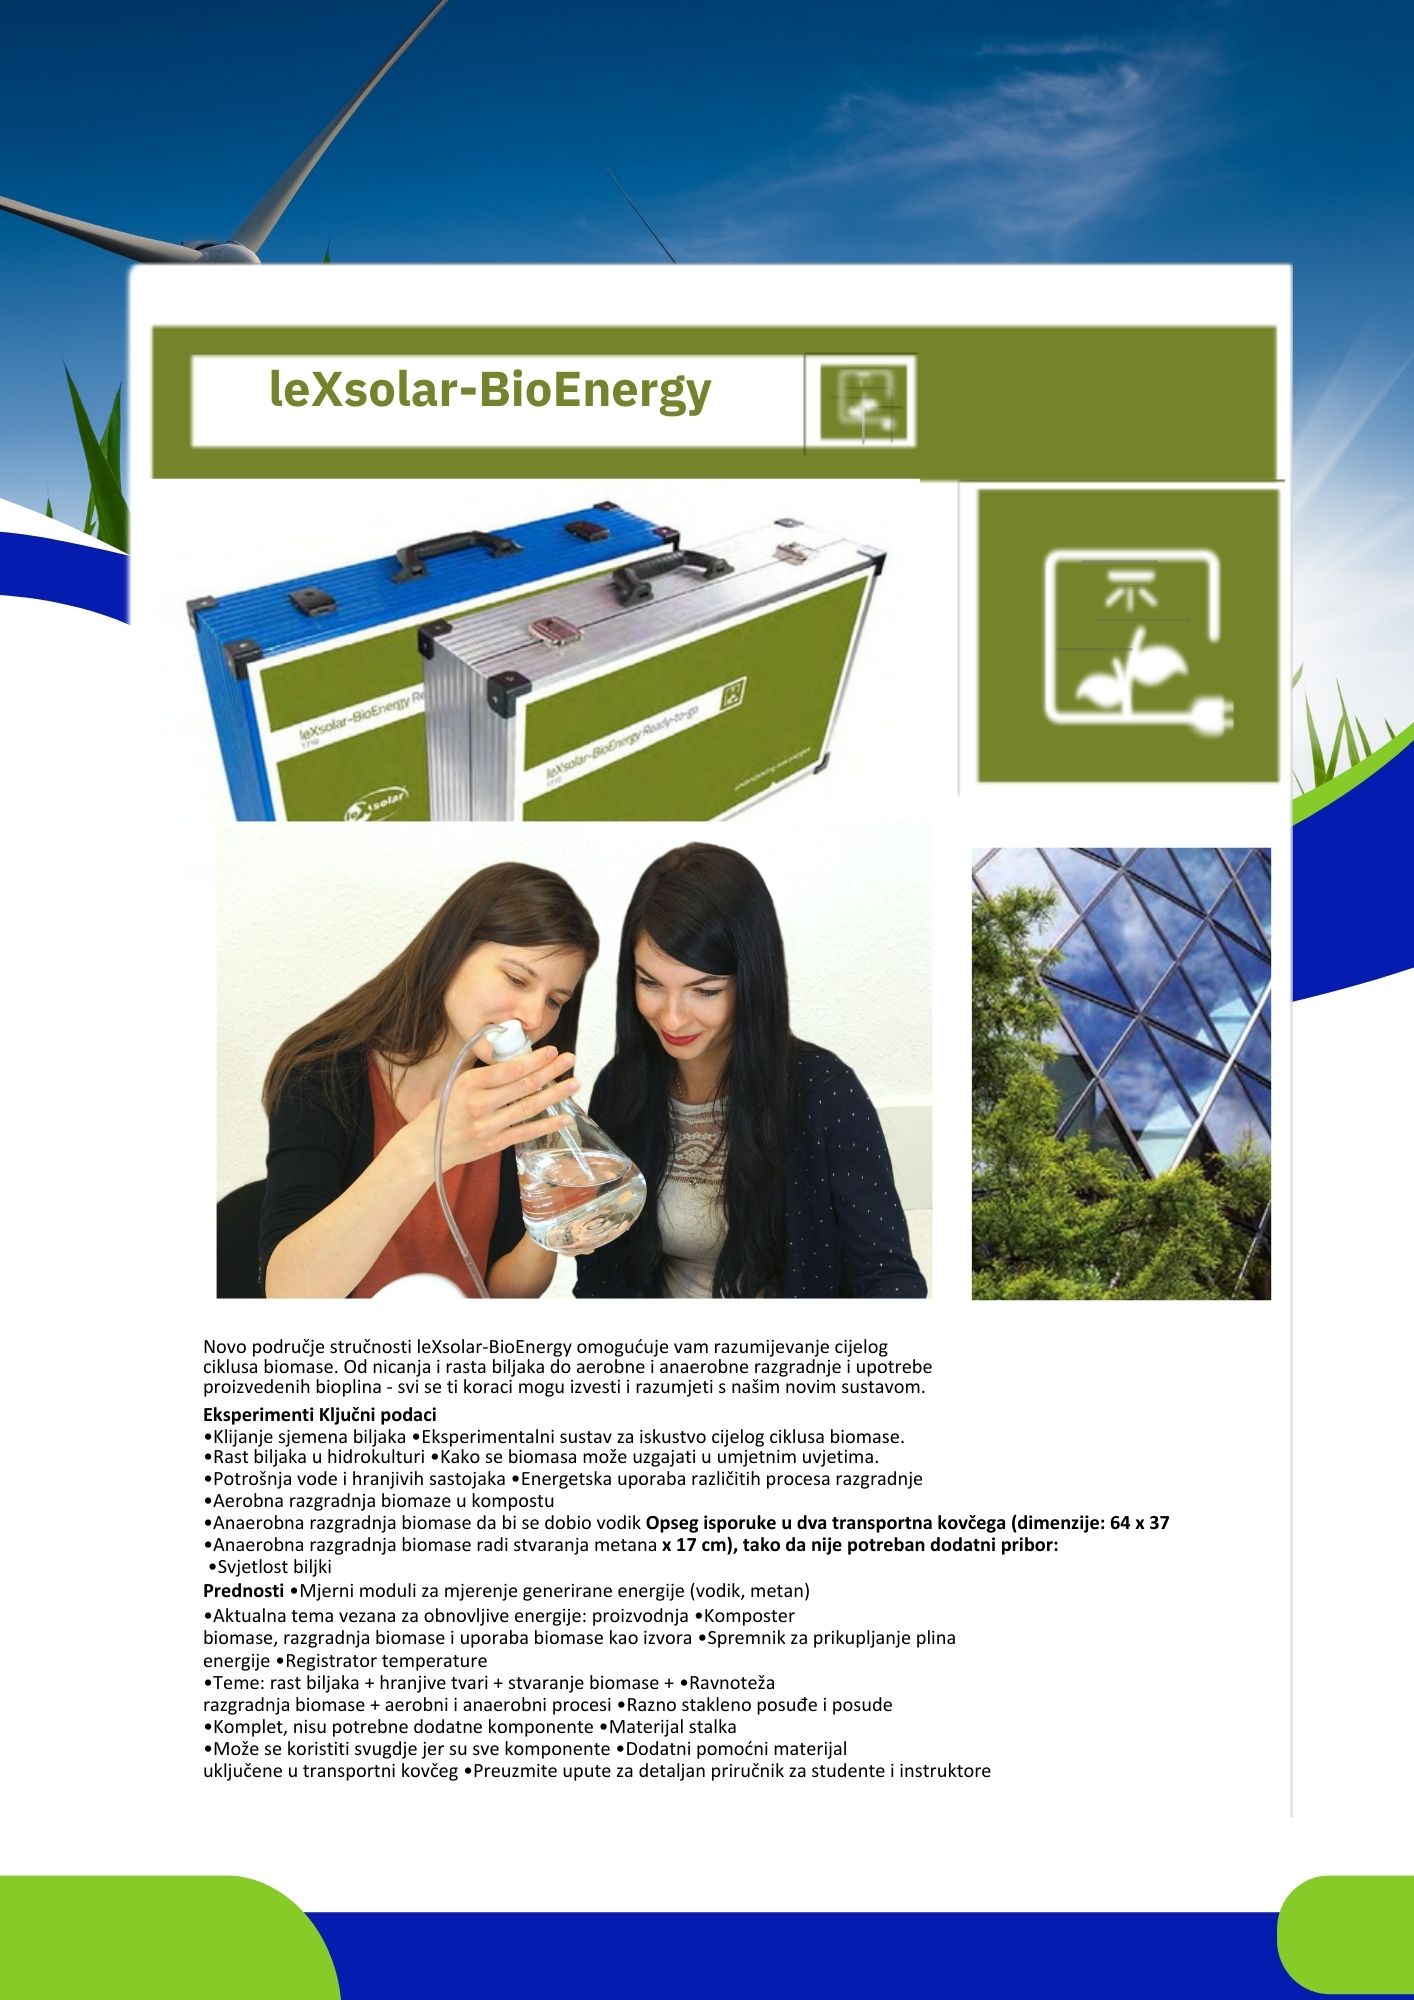 leXsolar-BioEnergy
leXsolar-BioEnergy Re
1710
leXsolar
leXsolar-BioEnergy Ready-to-go
1710
Novo područje stručnosti leXsolar-BioEnergy omogućuje vam razumijevanje cijelog
ciklusa biomase. Od nicanja i rasta biljaka do aerobne i anaerobne razgradnje i upotrebe
proizvedenih bioplina - svi se ti koraci mogu izvesti i razumjeti s našim novim sustavom.
Eksperimenti Ključni podaci
•Klijanje sjemena biljaka •Eksperimentalni sustav za iskustvo cijelog ciklusa biomase.
•Rast biljaka u hidrokulturi •Kako se biomasa može uzgajati u umjetnim uvjetima.
•Potrošnja vode i hranjivih sastojaka •Energetska uporaba različitih procesa razgradnje
•Aerobna razgradnja biomaze u kompostu
•Anaerobna razgradnja biomase da bi se dobio vodik Opseg isporuke u dva transportna kovčega (dimenzije: 64 x 37
•Anaerobna razgradnja biomase radi stvaranja metana x 17 cm), tako da nije potreban dodatni pribor:
•Svjetlost biljki
Prednosti •Mjerni moduli za mjerenje generirane energije (vodik, metan)
•Aktualna tema vezana za obnovljive energije: proizvodnja •Komposter
biomase, razgradnja biomase i uporaba biomase kao izvora •Spremnik za prikupljanje plina
energije •Registrator temperature
•Teme: rast biljaka + hranjive tvari + stvaranje biomase + •Ravnoteža
razgradnja biomase + aerobni i anaerobni procesi •Razno stakleno posuđe i posude
•Komplet, nisu potrebne dodatne komponente •Materijal stalka
•Može se koristiti svugdje jer su sve komponente •Dodatni pomoćni materijal
uključene u transportni kovčeg •Preuzmite upute za detaljan priručnik za studente i instruktore